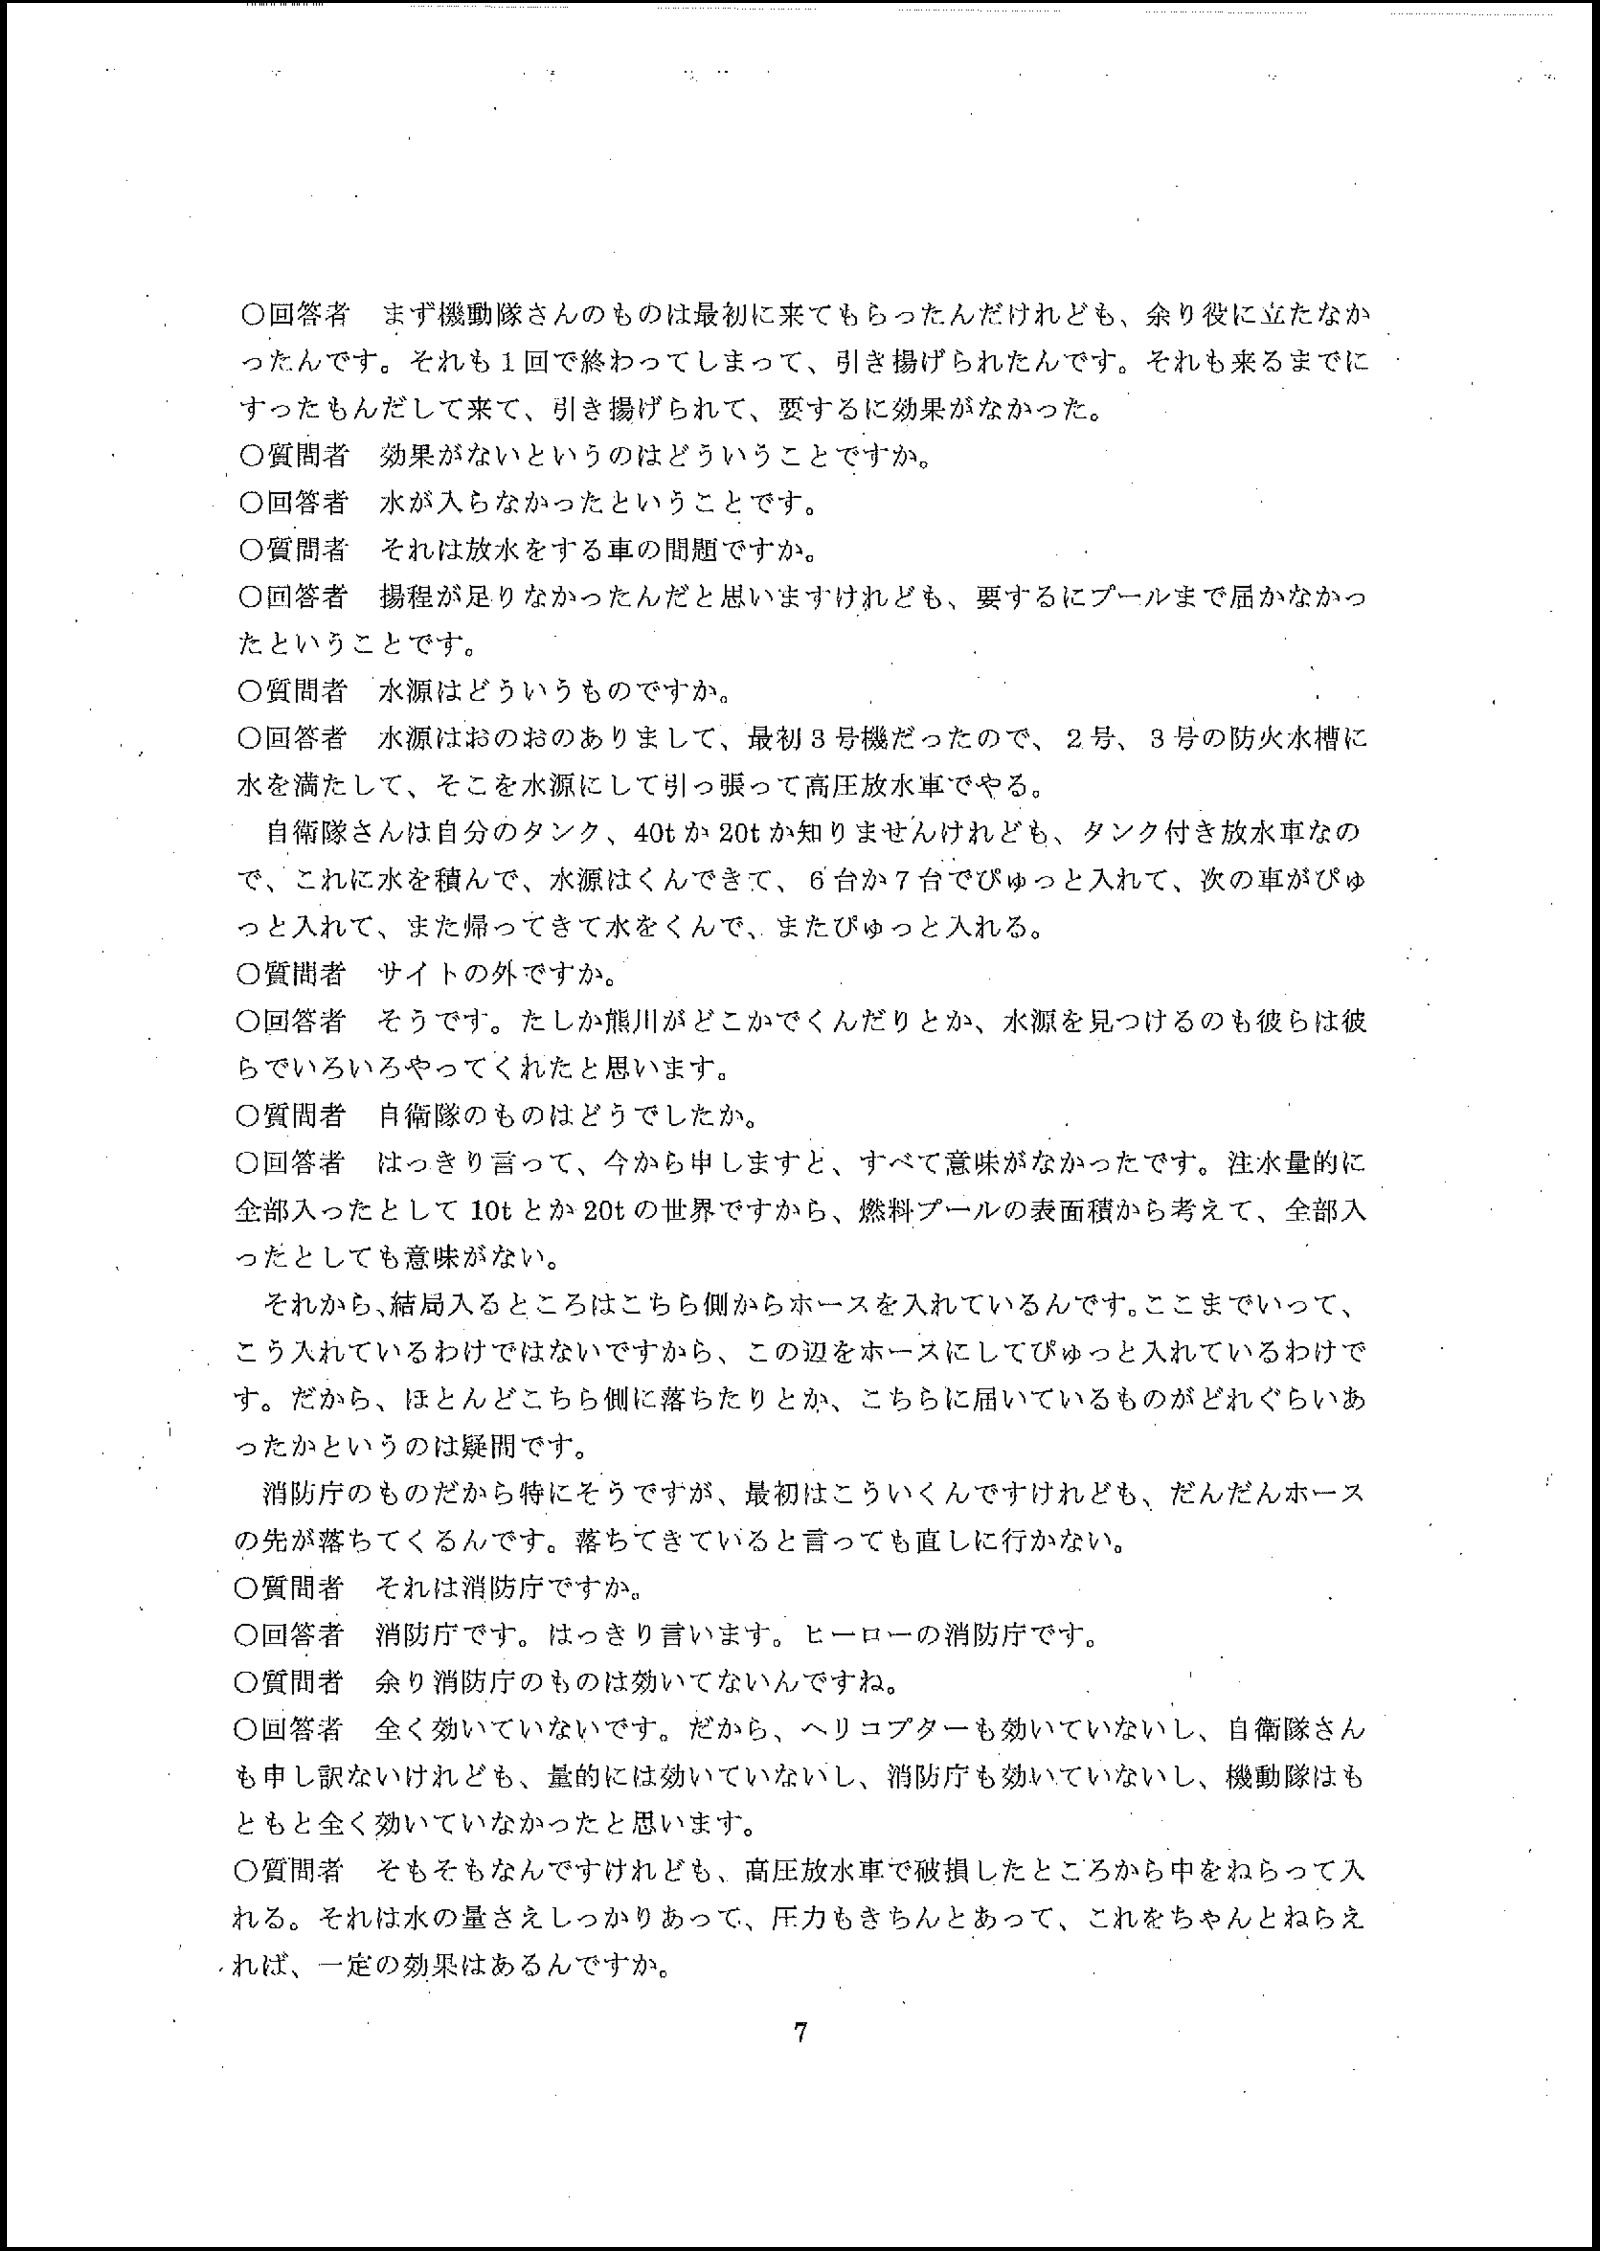 ○回答者　まず機動隊さんのものは最初に来てもらったんだけれども、余り役に立たなか
ったんです。それも１回で終わってしまって、引き揚げられたんです。それも来るまでに
すったもんだして来て、引き揚げられて、要するに効果がなかった。
○質問者　効果がないというのはどういうことですか。
○回答者　水が入らなかったということです。
○質問者　それは放水をする車の問題ですか。
○回答者　揚程が足りなかったんだと思いますけれども、要するにプールまで届かなかっ
たということです。
○質問者　水源はどういうものですか。
○回答者　水源はおのおのありまして、最初３号機だったので、２号、３号の防火水槽に
水を満たして、そこを水源にして引っ張って高圧放水車でやる。
　自衛隊さんは自分のタンク、40t か 20t か知りませんけれども、タンク付き放水車なの
で、これに水を積んで、水源はくんできて、６台か７台でぴゅっと入れて、次の車がぴゅ
っと入れて、また帰ってきて水をくんで、またぴゅっと入れる。
○質問者　サイトの外ですか。
○回答者　そうです。たしか熊川がどこかでくんだりとか、水源を見つけるのも彼らは彼
らでいろいろやってくれたと思います。
○質問者　自衛隊のものはどうでしたか。
○回答者　はっきり言って、今から申しますと、すべて意味がなかったです。注水量的に
全部入ったとして 10t とか 20t の世界ですから、燃料プールの表面積から考えて、全部入
ったとしても意味がない。
　それから、結局入るところはこちら側からホースを入れているんです。ここまでいって、
こう入れているわけではないですから、この辺をホースにしてぴゅっと入れているわけで
す。だから、ほとんどこちら側に落ちたりとか、こちらに届いているものがどれぐらいあ
ったかというのは疑問です。
　消防庁のものだから特にそうですが、最初はこういくんですけれども、だんだんホース
の先が落ちてくるんです。落ちてきていると言っても直しに行かない。
○質問者　それは消防庁ですか。
○回答者　消防庁です。はっきり言います。ヒーローの消防庁です。
○質問者　余り消防庁のものは効いてないんですね。
○回答者　全く効いていないです。だから、ヘリコプターも効いていないし、自衛隊さん
も申し訳ないけれども、量的には効いていないし、消防庁も効いていないし、機動隊はも
ともと全く効いていなかったと思います。
○質問者　そもそもなんですけれども、高圧放水車で破損したところから中をねらって入
れる。それは水の量さえしっかりあって、圧力もきちんとあって、これをちゃんとねらえ
れば、一定の効果はあるんですか。
7